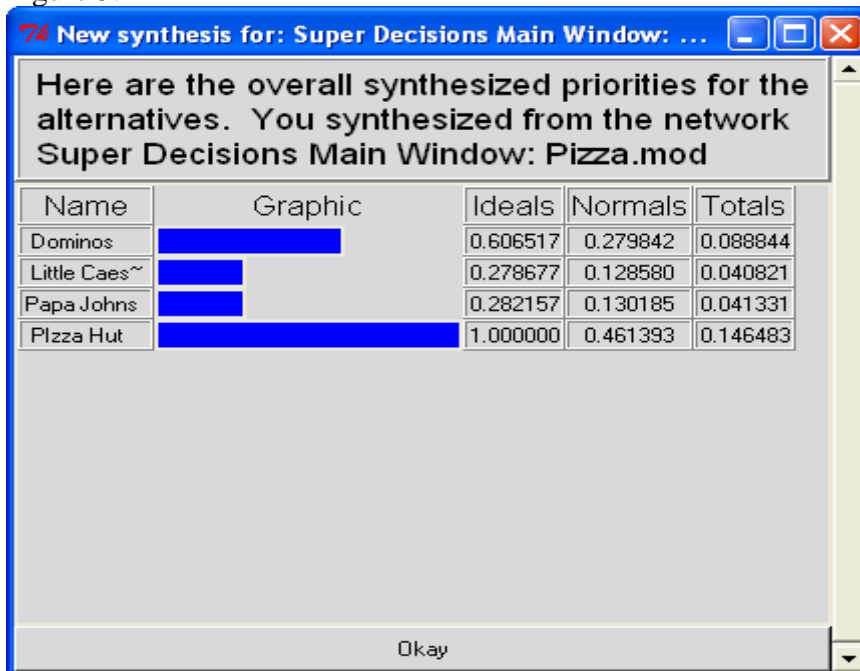 New synthesis for: Super Decisions Main Window: ...
Here are the overall synthesized priorities for the
alternatives. You synthesized from the network
Super Decisions Main Window: Pizza.mod
Name Graphic Ideals Normals Totals
Dominos 0.606517 0.279842 0.088844
Little Caes~ 0.278677 0.128580 0.040821
Papa Johns 0.282157 0.130185 0.041331
PIzza Hut 1.000000 0.461393 0.146483
Okay